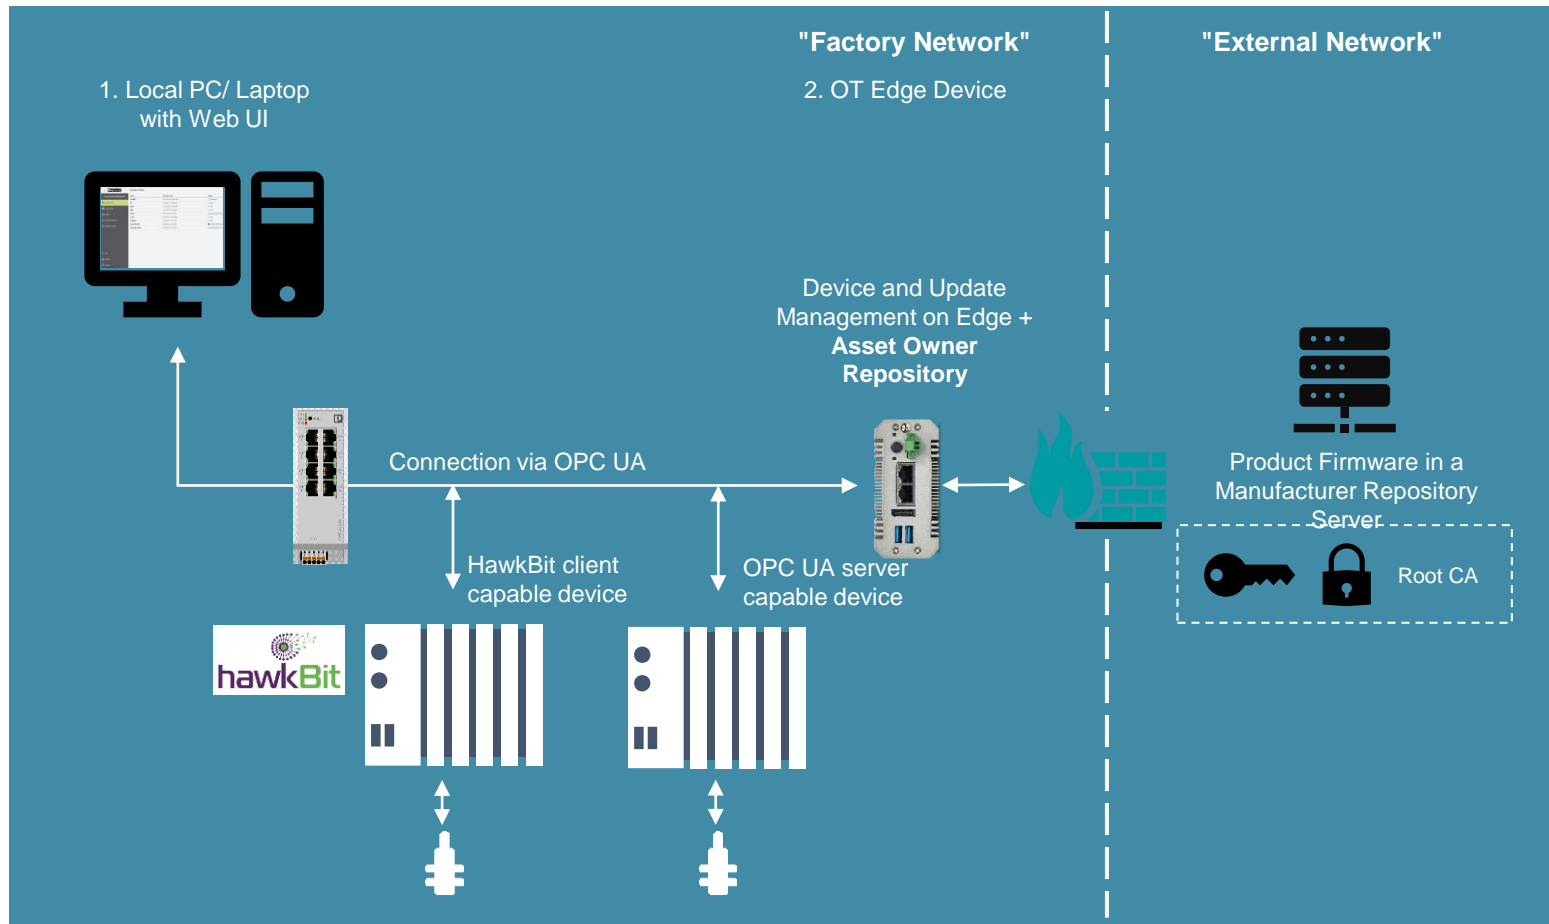 "Factory Network"
"External Network"
1. Local PC/ Laptop
with Web UI
2. OT Edge Device
Device and Update
Management on Edge +
Asset Owner
Repository
Connection via OPC UA
Product Firmware in a
Manufacturer Repository
Server
Root CA
HawkBit client
capable device
OPC UA server
capable device
hawkBit